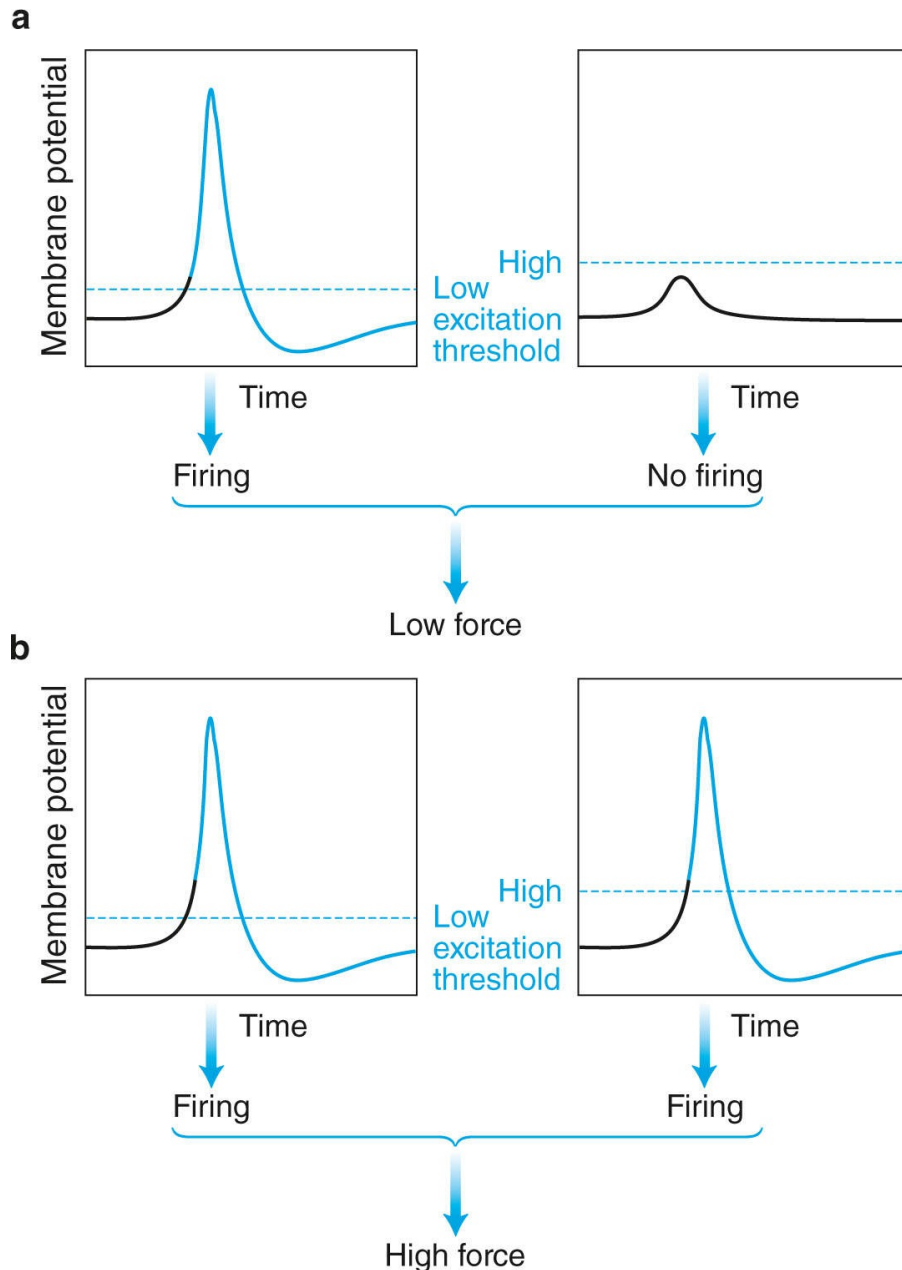 a
Membrane potential
High
Low
excitation
threshold
Time
Time
Firing
No firing
Low force
b
Membrane potential
High
Low
excitation
threshold
Time
Time
Firing
Firing
High force